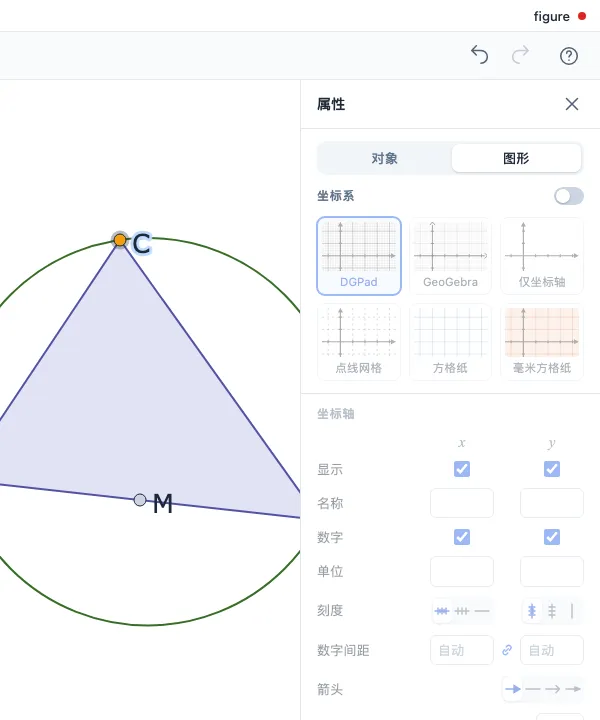 figure
属性
对象 图形
坐标系
C
DGPad GeoGebra 仅坐标轴
点线网格 方格纸 毫米方格纸
坐标轴
x y
显示
M
名称
数字
单位
刻度
数字间距 自动 自动
箭头